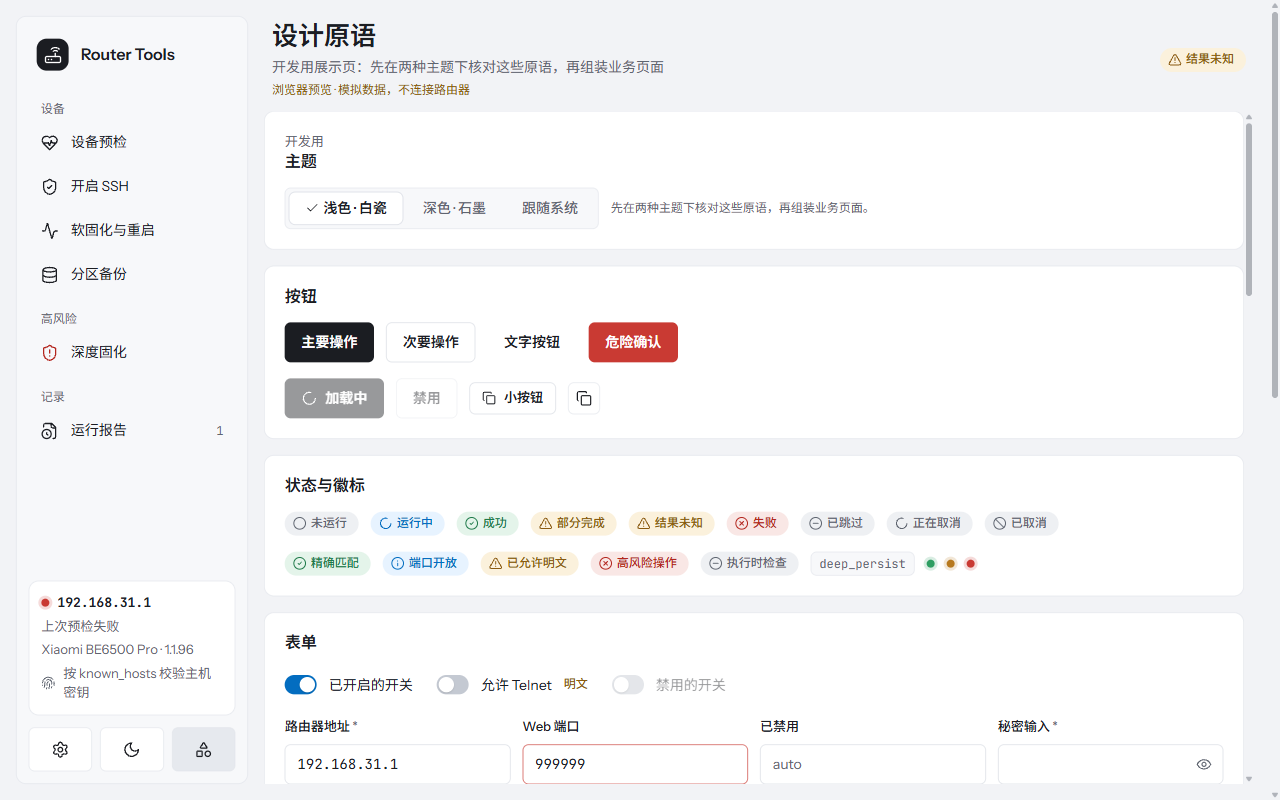 Router Tools
设备
设备预检
开启 SSH
软固化与重启
分区备份
高风险
深度固化
记录
运行报告 1
192.168.31.1
上次预检失败
Xiaomi BE6500 Pro · 1.1.96
按 known_hosts 校验主机
密钥
设计原语
开发用展示页：先在两种主题下核对这些原语，再组装业务页面
浏览器预览 · 模拟数据，不连接路由器
结果未知
开发用
主题
浅色 · 白瓷 深色 · 石墨 跟随系统 先在两种主题下核对这些原语，再组装业务页面。
按钮
主要操作 次要操作 文字按钮 危险确认
加载中 禁用 小按钮
状态与徽标
未运行 运行中 成功 部分完成 结果未知 失败 已跳过 正在取消 已取消
精确匹配 端口开放 已允许明文 高风险操作 执行时检查 deep_persist
表单
已开启的开关 允许 Telnet 明文 禁用的开关
路由器地址 * Web 端口 已禁用 秘密输入 *
192.168.31.1 999999 auto